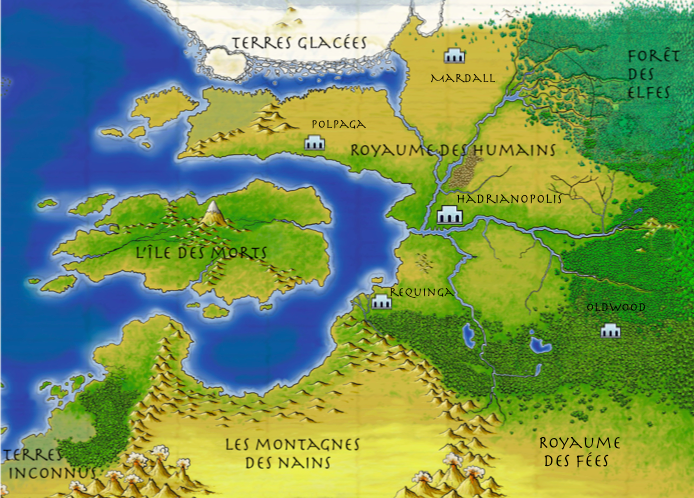 TERRES GLACÉES
FORÊT
DES
ELFES
MARDALL
POLPAGA
ROYAUME DES HUMAINS
HADRIANOPOLIS
L'ÎLE DES MORTS
REQUINGA
OLDWOOD
LES MONTAGNES
DES NAINS
ROYAUME
DES FÉES
TERRES
INCONNUS